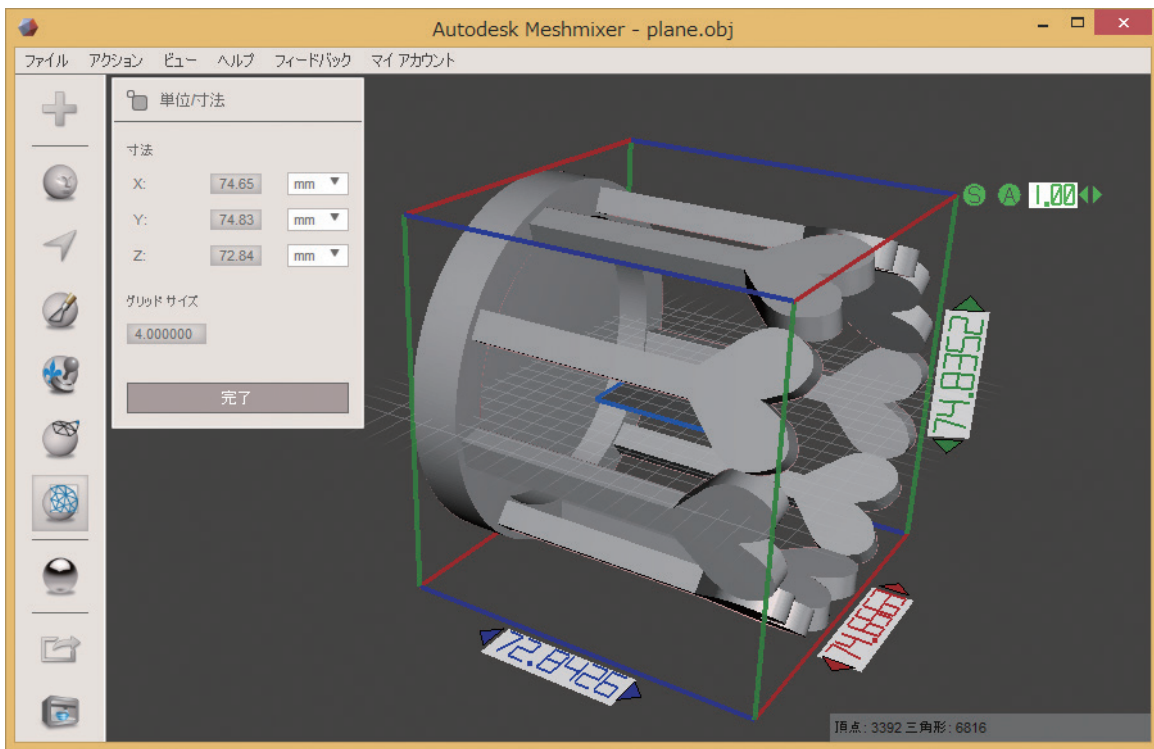 Autodesk Meshmixer - plane.obj
ファイル アクション ビュー ヘルプ フィードバック マイ アカウント
単位/寸法
寸法
X: 74.65 mm
Y: 74.83 mm
Z: 72.84 mm
グリッド サイズ
4.000000
完了
S A 1.00
74.8352
72.8426
頂点: 3392 三角形: 6816